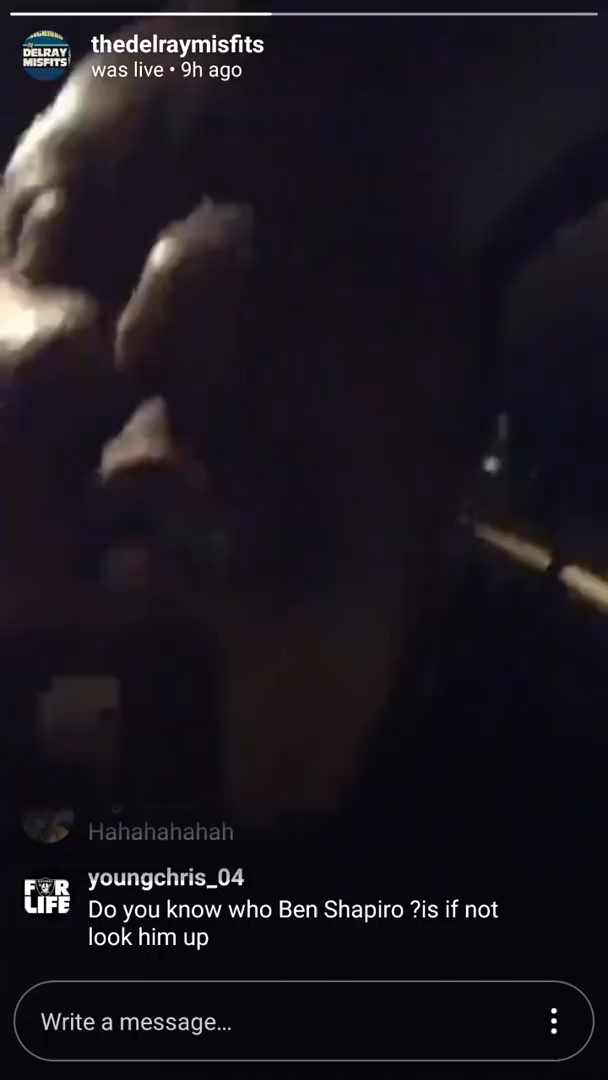 DELRAY
MISFITS
thedelraymisfits
was live • 9h ago
Hahahahahah
FOR
LIFE
youngchris_04
Do you know who Ben Shapiro ?is if not
look him up
Write a message...